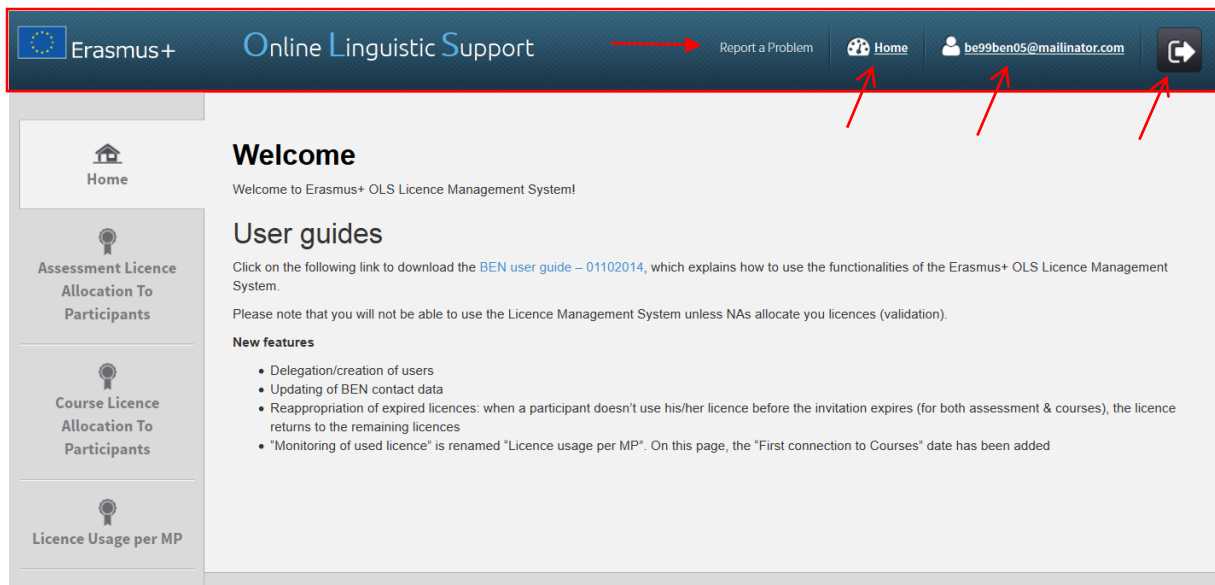 Erasmus+
Online Linguistic Support
Report a Problem
Home
be99ben05@mailinator.com
Home
Assessment Licence
Allocation To
Participants
Course Licence
Allocation To
Participants
Licence Usage per MP
Welcome
Welcome to Erasmus+ OLS Licence Management System!
User guides
Click on the following link to download the BEN user guide – 01102014, which explains how to use the functionalities of the Erasmus+ OLS Licence Management
System.
Please note that you will not be able to use the Licence Management System unless NAs allocate you licences (validation).
New features
• Delegation/creation of users
• Updating of BEN contact data
• Reappropriation of expired licences: when a participant doesn't use his/her licence before the invitation expires (for both assessment & courses), the licence
returns to the remaining licences
• "Monitoring of used licence" is renamed "Licence usage per MP". On this page, the "First connection to Courses" date has been added